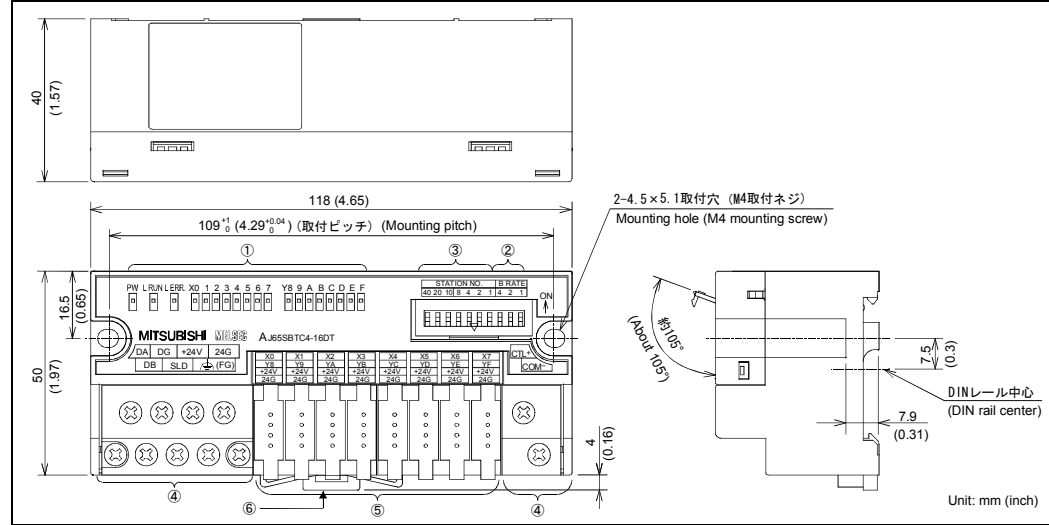 40
(1.57)
118 (4.65)
109 +1 0 (4.29 +0.04 0) (取付ピッチ) (Mounting pitch)
2-4.5×5.1取付穴 (M4取付ネジ)
Mounting hole (M4 mounting screw)
① ③ ②
STATION NO. B RATE
40 20 10 8 4 2 1 4 2 1
ON
PW L RUN L ERR. X0 1 2 3 4 5 6 7 Y8 9 A B C D E F
16.5
(0.65)
50
(1.97)
MITSUBISHI MELSEC AJ65SBTC4-16DT
DA DG +24V 24G
DB SLD (FG)
X0 X1 X2 X3 X4 X5 X6 X7
Y8 Y9 YA YB YC YD YE YF
+24V +24V +24V +24V +24V +24V +24V +24V
24G 24G 24G 24G 24G 24G 24G 24G
CTL+
COM-
4
(0.16)
④ ⑤ ④
⑥
約105°
(About 105°)
7.5
(0.3)
DINレール中心
(DIN rail center)
7.9
(0.31)
Unit: mm (inch)